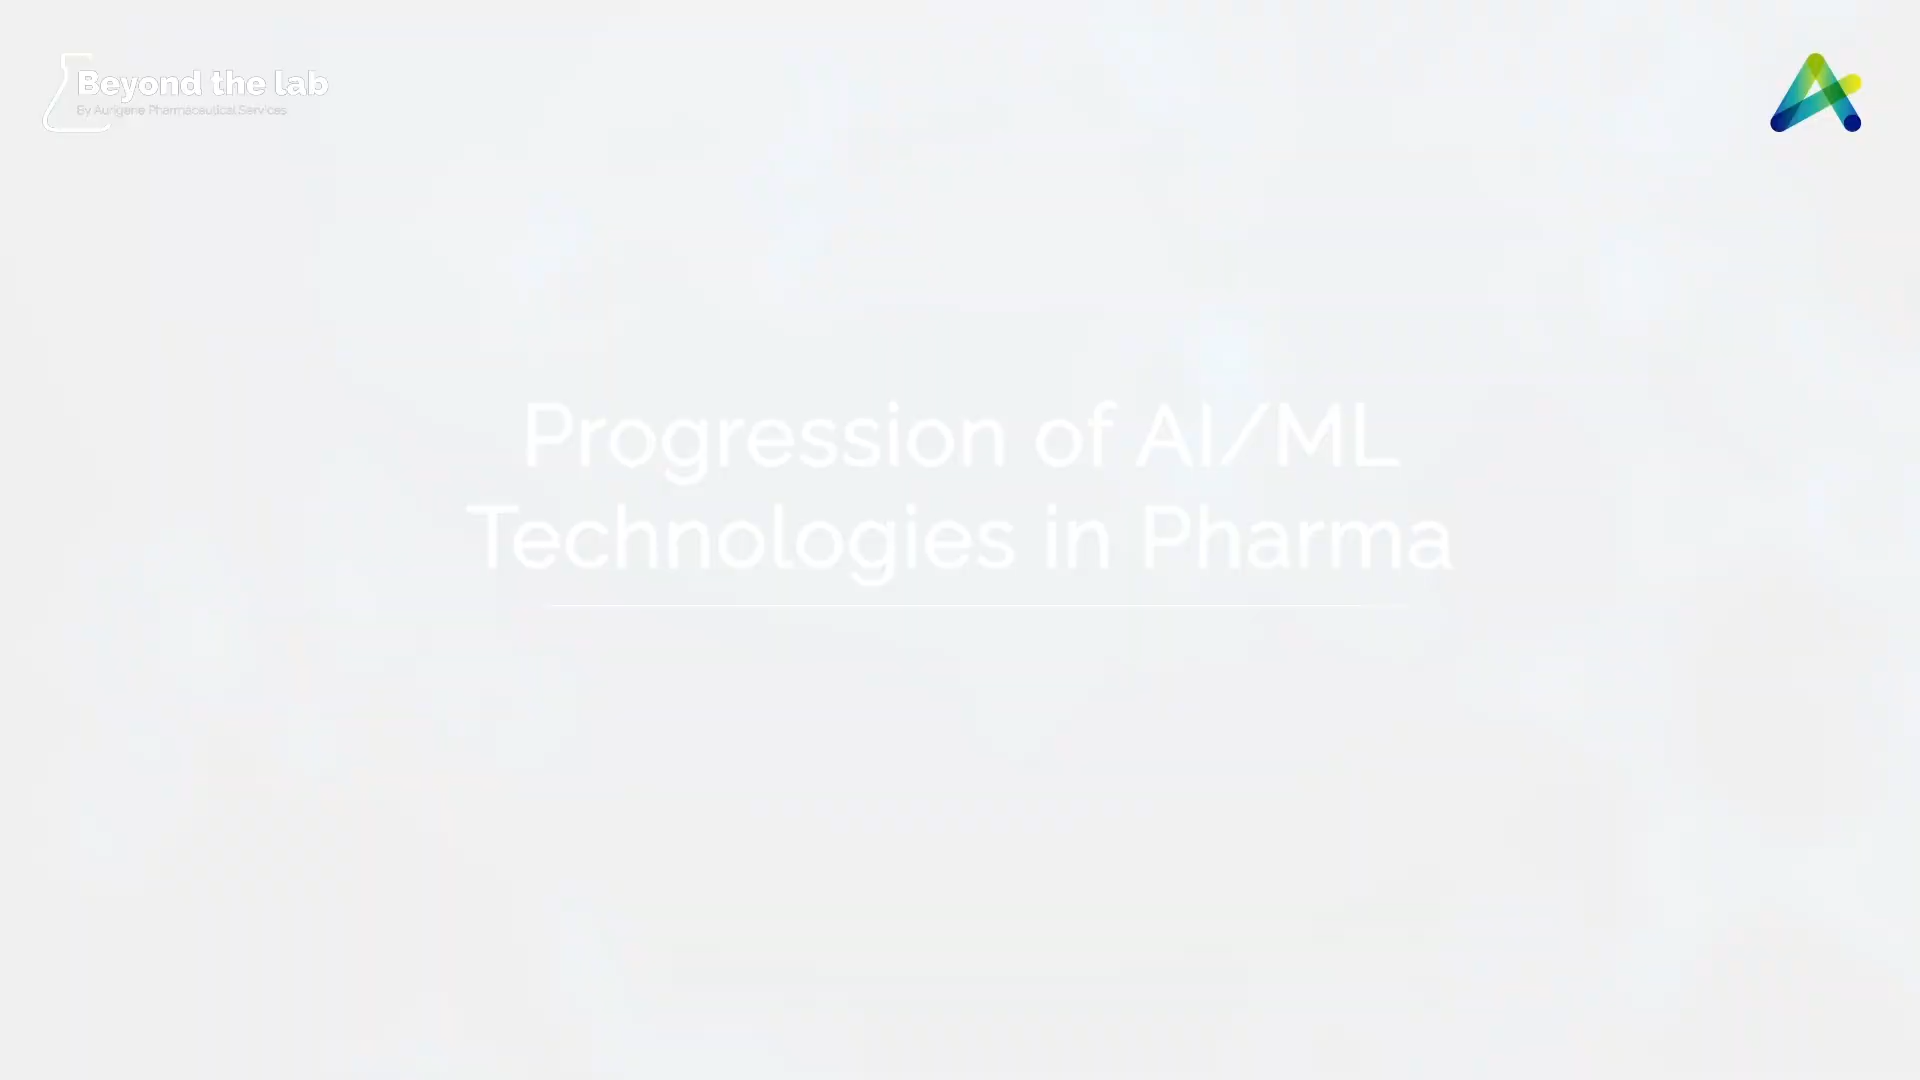 Beyond the lab
By Aurigene Pharmaceutical Services
Progression of AI/ML
Technologies in Pharma